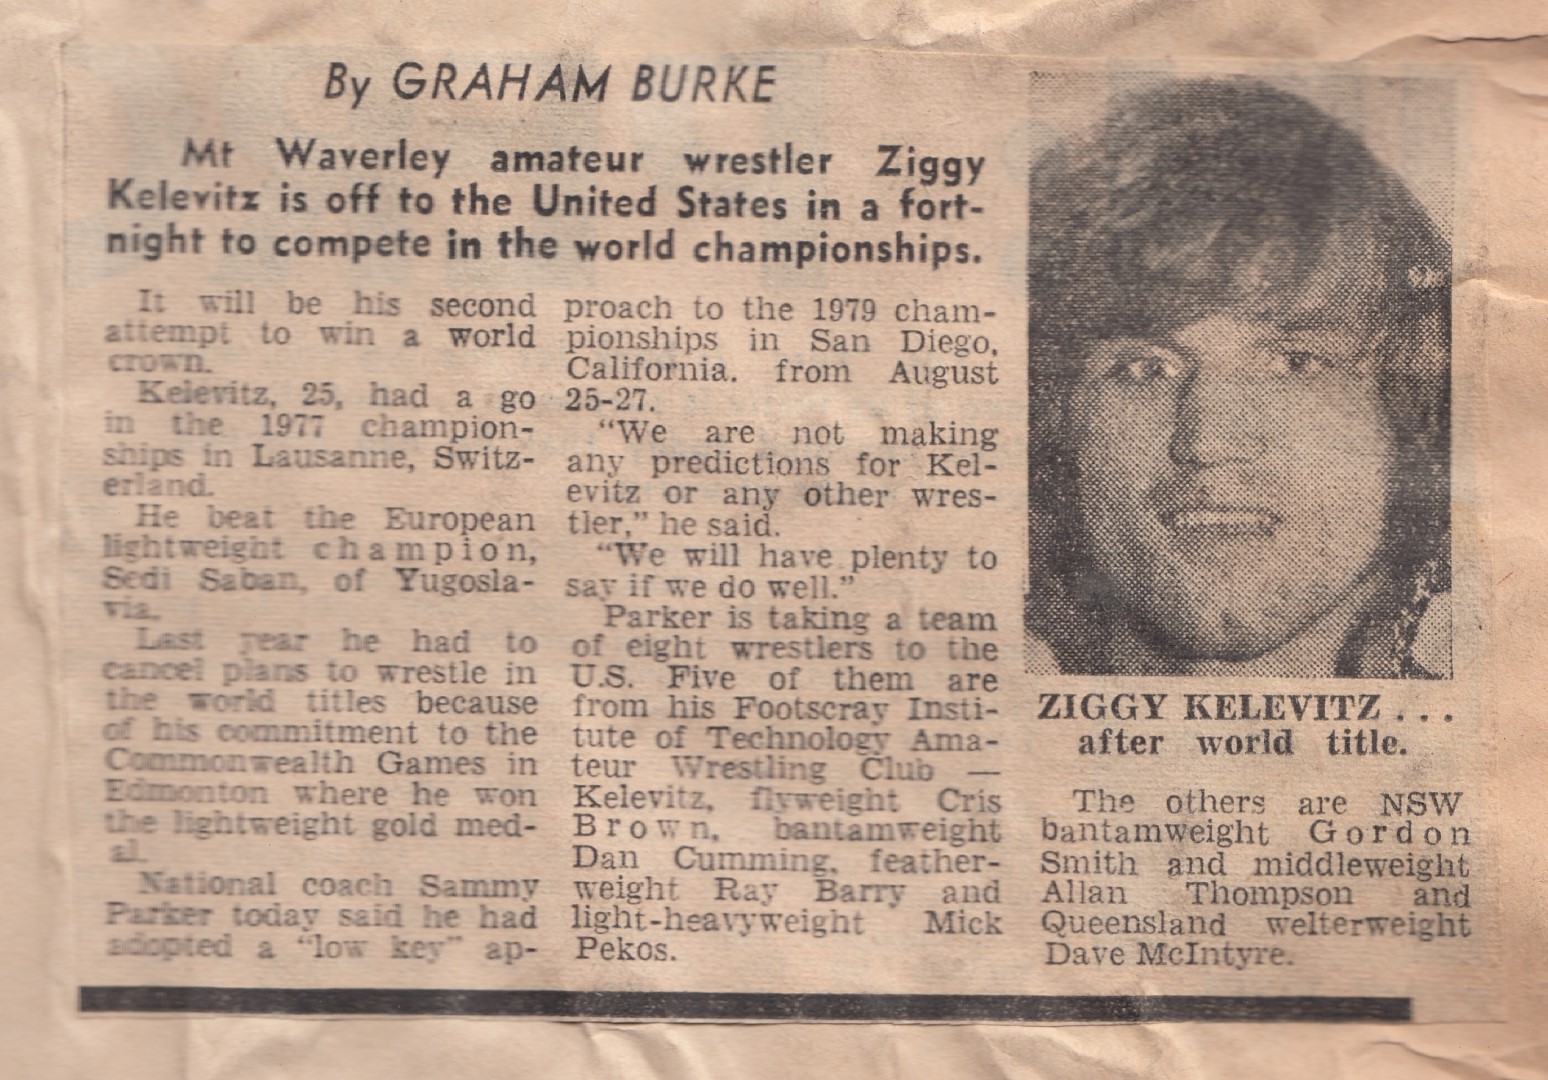 By GRAHAM BURKE
Mt Waverley amateur wrestler Ziggy
Kelevitz is off to the United States in a fort-
night to compete in the world championships.
It will be his second
attempt to win a world
crown.
Kelevitz, 25, had a go
in the 1977 champion-
ships in Lausanne, Switz-
erland.
He beat the European
lightweight champion,
Sedi Saban, of Yugosla-
via.
Last year he had to
cancel plans to wrestle in
the world titles because
of his commitment to the
Commonwealth Games in
Edmonton where he won
the lightweight gold med-
al.
National coach Sammy
Parker today said he had
adopted a "low key" ap-
proach to the 1979 cham-
pionships in San Diego,
California. from August
25-27.
"We are not making
any predictions for Kel-
evitz or any other wres-
tler," he said.
"We will have plenty to
say if we do well."
Parker is taking a team
of eight wrestlers to the
U.S. Five of them are
from his Footscray Insti-
tute of Technology Ama-
teur Wrestling Club —
Kelevitz, flyweight Cris
Brown, bantamweight
Dan Cumming, feather-
weight Ray Barry and
light-heavyweight Mick
Pekos.
ZIGGY KELEVITZ . . .
after world title.
The others are NSW
bantamweight Gordon
Smith and middleweight
Allan Thompson and
Queensland welterweight
Dave McIntyre.